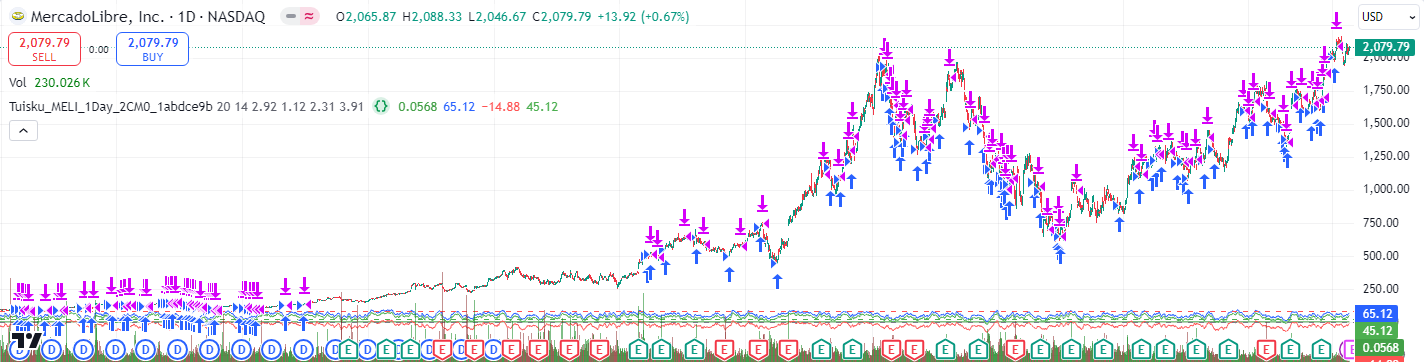 MercadoLibre, Inc. · 1D · NASDAQ O2,065.87 H2,088.33 L2,046.67 C2,079.79 +13.92 (+0.67%) USD
2,079.79 SELL 0.00 2,079.79 BUY
Vol 230.026 K
Tuisku_MELI_1Day_2CM0_1abdce9b 20 14 2.92 1.12 2.31 3.91 {} 0.0568 65.12 −14.88 45.12
2,079.79
2,000.00
1,750.00
1,500.00
1,250.00
1,000.00
750.00
500.00
250.00
65.12
45.12
0.0568
D D D D D D D D D D D D E D E D E E D E E D E E E E E E E E E E E E E E E E E E E E E E E E E E